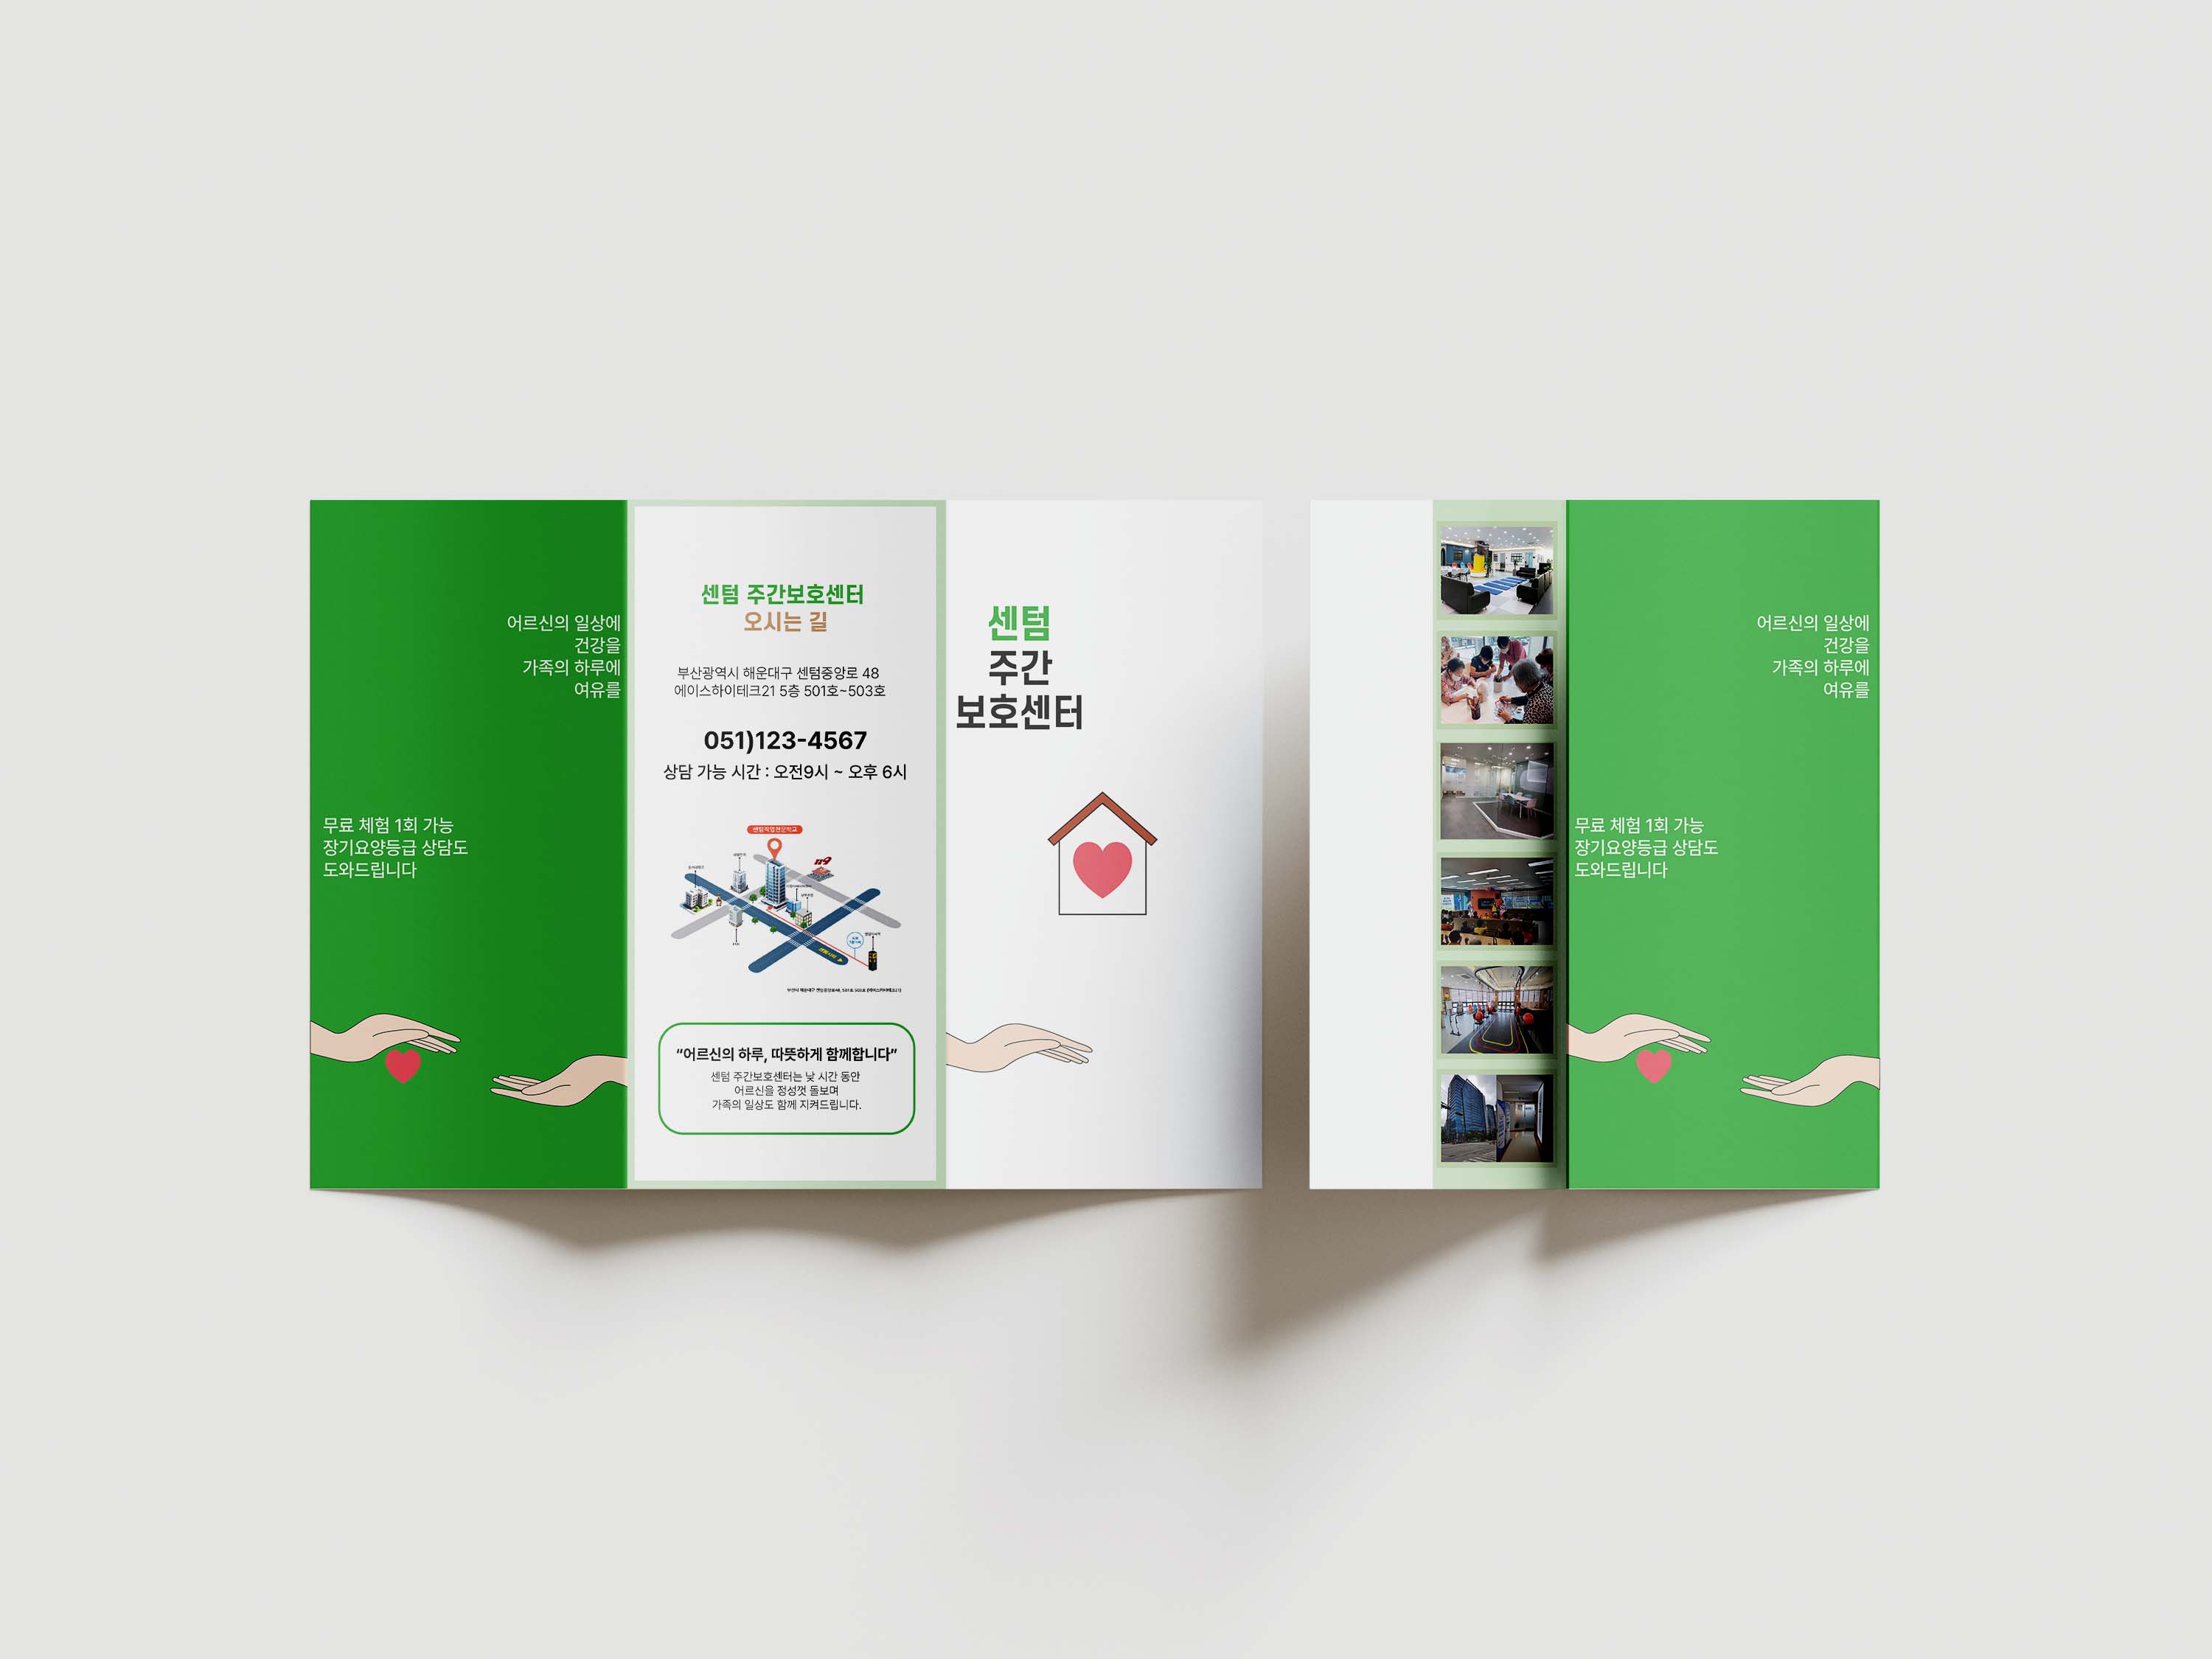 어르신의 일상에
건강을
가족의 하루에
여유를
무료 체험 1회 가능
장기요양등급 상담도
도와드립니다
센텀 주간보호센터
오시는 길
부산광역시 해운대구 센텀중앙로 48
에이스하이테크21 5층 501호~503호
051)123-4567
상담 가능 시간 : 오전9시 ~ 오후 6시
센텀직업전문학교
119
“어르신의 하루, 따뜻하게 함께합니다”
센텀 주간보호센터는 낮 시간 동안
어르신을 정성껏 돌보며
가족의 일상도 함께 지켜드립니다.
센텀
주간
보호센터
어르신의 일상에
건강을
가족의 하루에
여유를
무료 체험 1회 가능
장기요양등급 상담도
도와드립니다